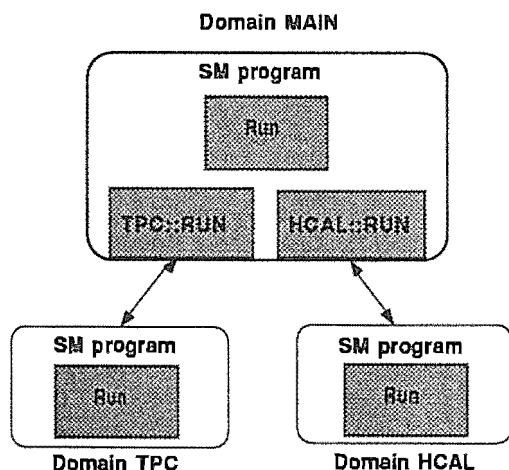 Domain MAIN
SM program
Run
TPC::RUN
HCAL::RUN
SM program
Run
Domain TPC
SM program
Run
Domain HCAL